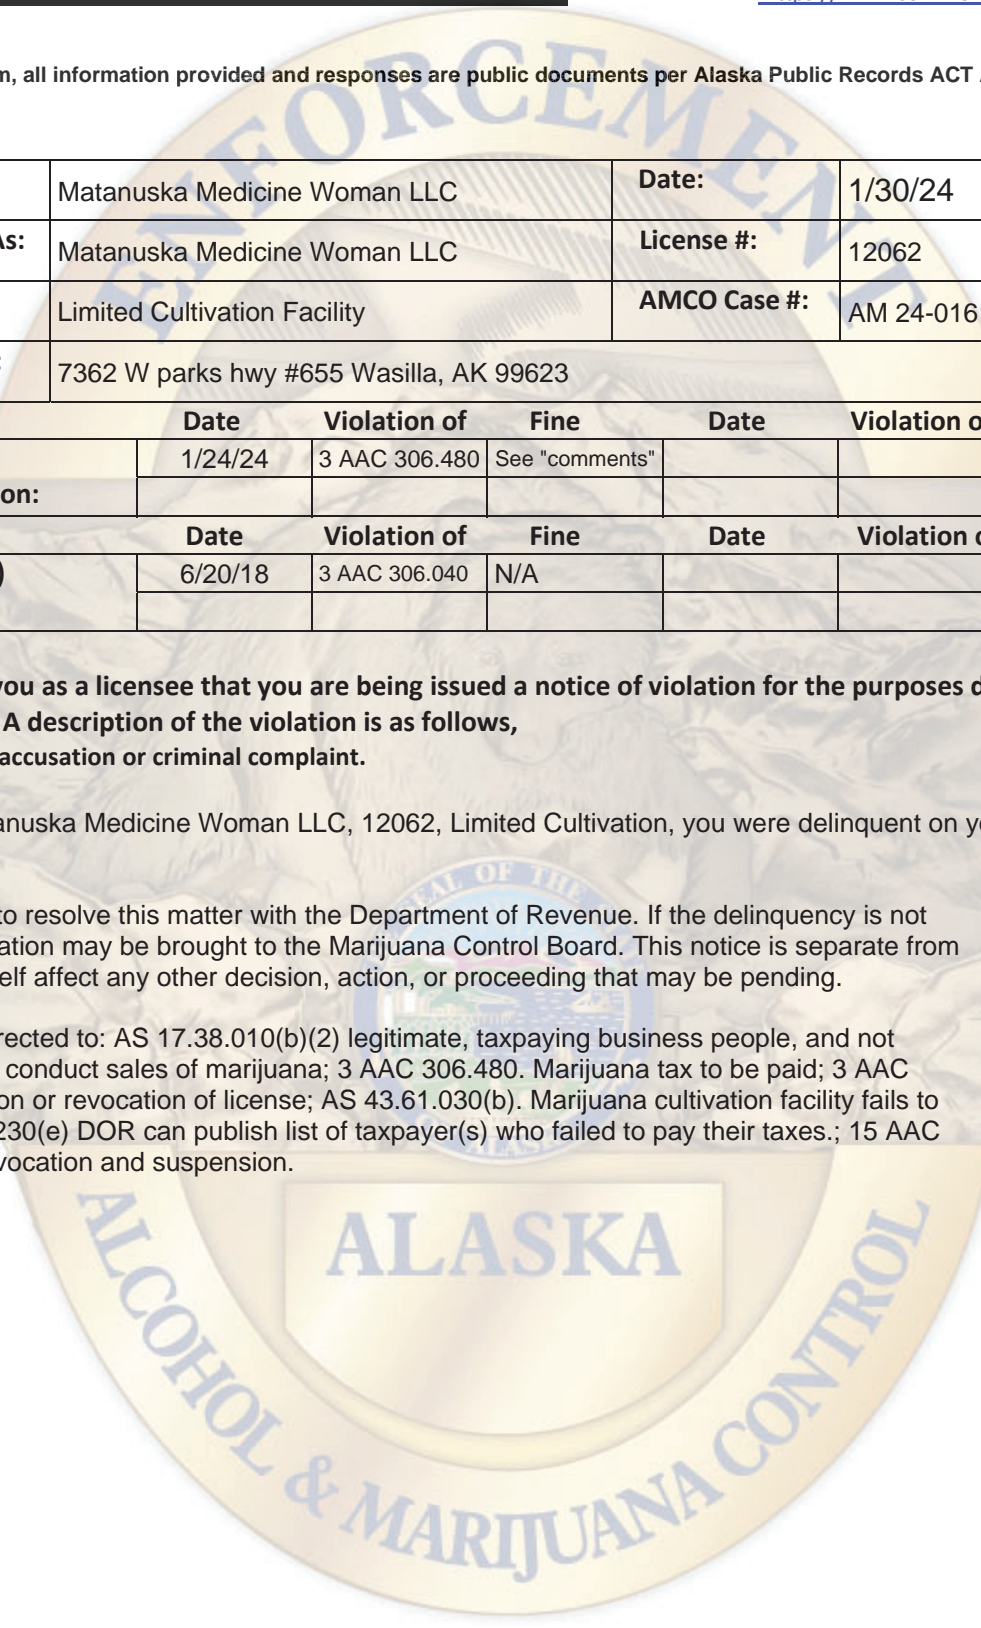 m, all information provided and responses are public documents per Alaska Public Records ACT
Matanuska Medicine Woman LLC Date: 1/30/24
As: Matanuska Medicine Woman LLC License #: 12062
Limited Cultivation Facility AMCO Case #: AM 24-016
: 7362 W parks hwy #655 Wasilla, AK 99623
Date Violation of Fine Date Violation o
1/24/24 3 AAC 306.480 See "comments"
on:
Date Violation of Fine Date Violation o
) 6/20/18 3 AAC 306.040 N/A
you as a licensee that you are being issued a notice of violation for the purposes d
A description of the violation is as follows,
accusation or criminal complaint.
anuska Medicine Woman LLC, 12062, Limited Cultivation, you were delinquent on yo
to resolve this matter with the Department of Revenue. If the delinquency is not
ation may be brought to the Marijuana Control Board. This notice is separate from
elf affect any other decision, action, or proceeding that may be pending.
rected to: AS 17.38.010(b)(2) legitimate, taxpaying business people, and not
conduct sales of marijuana; 3 AAC 306.480. Marijuana tax to be paid; 3 AAC
on or revocation of license; AS 43.61.030(b). Marijuana cultivation facility fails to
230(e) DOR can publish list of taxpayer(s) who failed to pay their taxes.; 15 AAC
vocation and suspension.
ENFORCEMENT
SEAL OF THE
ALASKA
ALCOHOL & MARIJUANA CONTROL